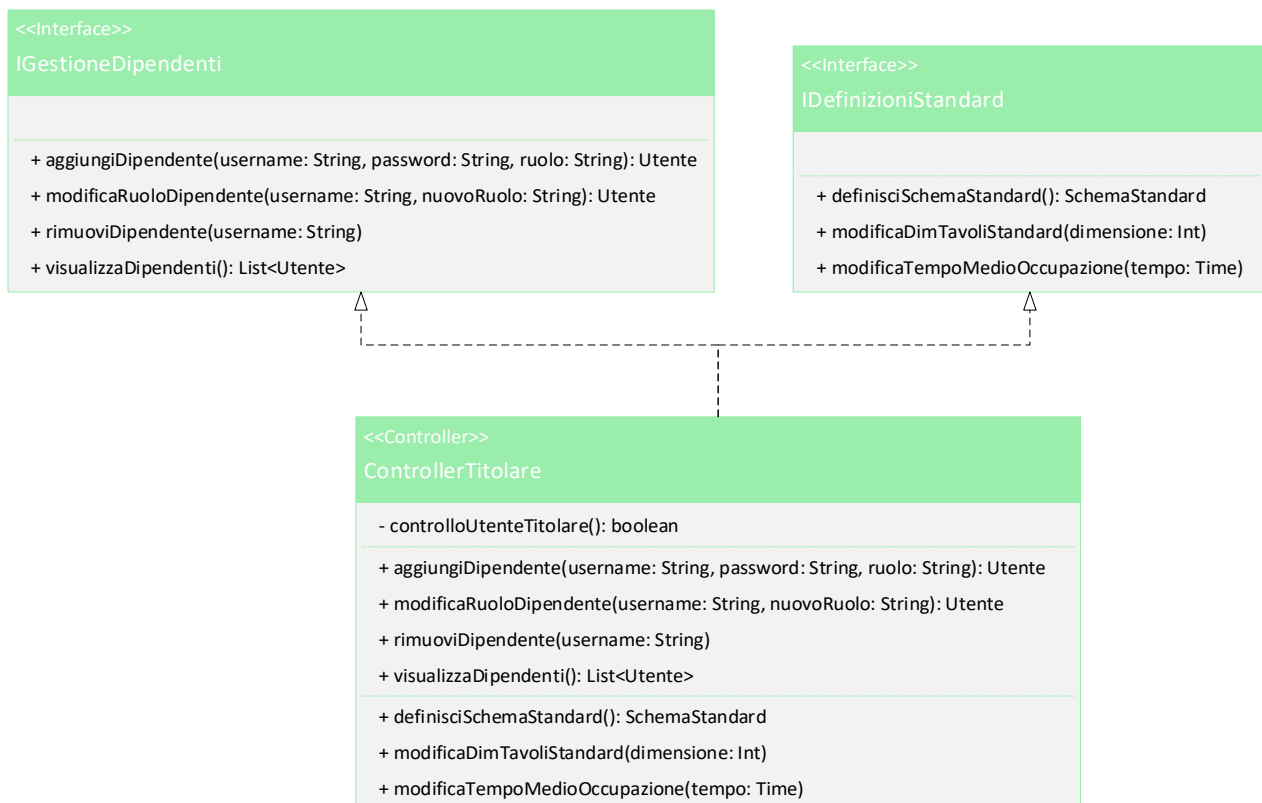 <<Interface>>
IGestioneDipendenti
+ aggiungiDipendente(username: String, password: String, ruolo: String): Utente
+ modificaRuoloDipendente(username: String, nuovoRuolo: String): Utente
+ rimuoviDipendente(username: String)
+ visualizzaDipendenti(): List<Utente>
<<Interface>>
IDefinizioniStandard
+ definisciSchemaStandard(): SchemaStandard
+ modificaDimTavoliStandard(dimensione: Int)
+ modificaTempoMedioOccupazione(tempo: Time)
<<Controller>>
ControllerTitolare
- controlloUtenteTitolare(): boolean
+ aggiungiDipendente(username: String, password: String, ruolo: String): Utente
+ modificaRuoloDipendente(username: String, nuovoRuolo: String): Utente
+ rimuoviDipendente(username: String)
+ visualizzaDipendenti(): List<Utente>
+ definisciSchemaStandard(): SchemaStandard
+ modificaDimTavoliStandard(dimensione: Int)
+ modificaTempoMedioOccupazione(tempo: Time)